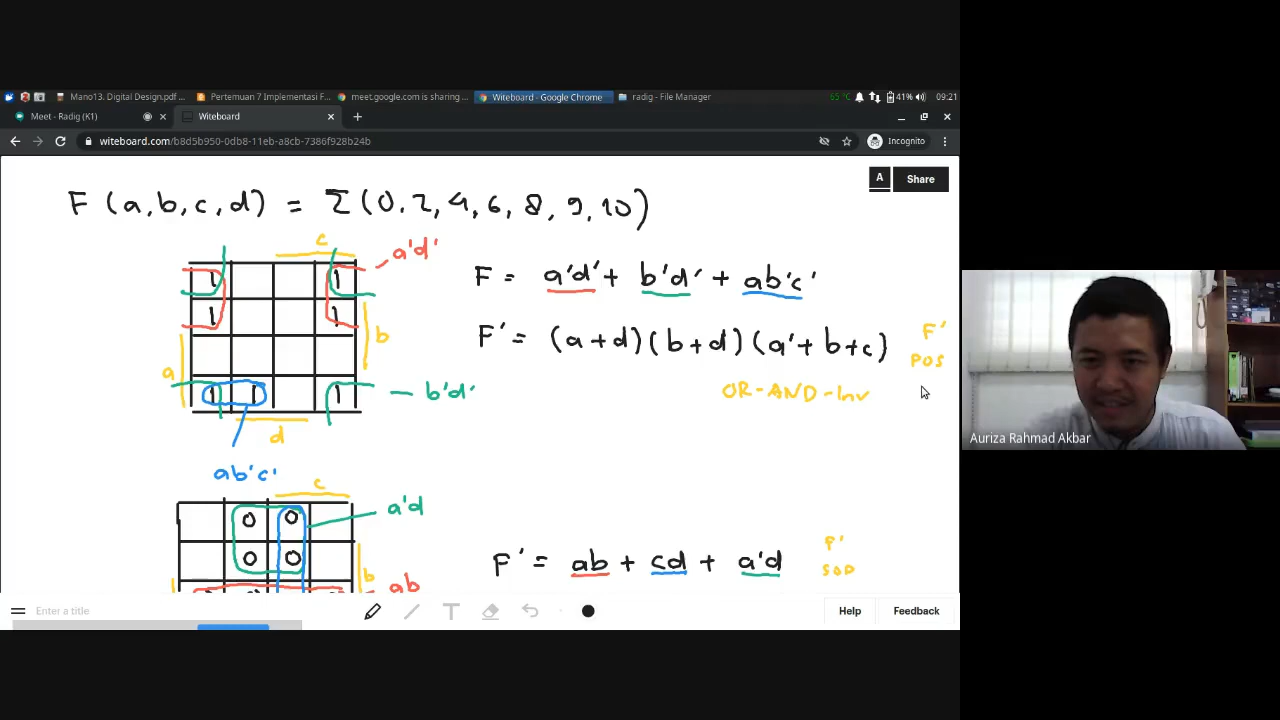 Mano13. Digital Design.pdf ...
Pertemuan 7 Implementasi F...
meet.google.com is sharing ...
Witeboard - Google Chrome
radig - File Manager
65 °C
41%
09:21
Meet - Radig (K1)
Witeboard
witeboard.com/b8d5b950-0db8-11eb-a8cb-7386f928b24b
Incognito
A Share
F (a,b,c,d) = Σ(0,2,4,6,8,9,10)
c
a'd'
1 1
1 1
b
a
1 1 1
b'd'
d
ab'c'
F = a'd' + b'd' + ab'c'
F' = (a+d)(b+d)(a'+b+c)
F'
POS
OR-AND-Inv
c
0 0
a'd
0 0
b
ab
F' = ab + cd + a'd
F'
SOP
Enter a title
T
Help
Feedback
Auriza Rahmad Akbar